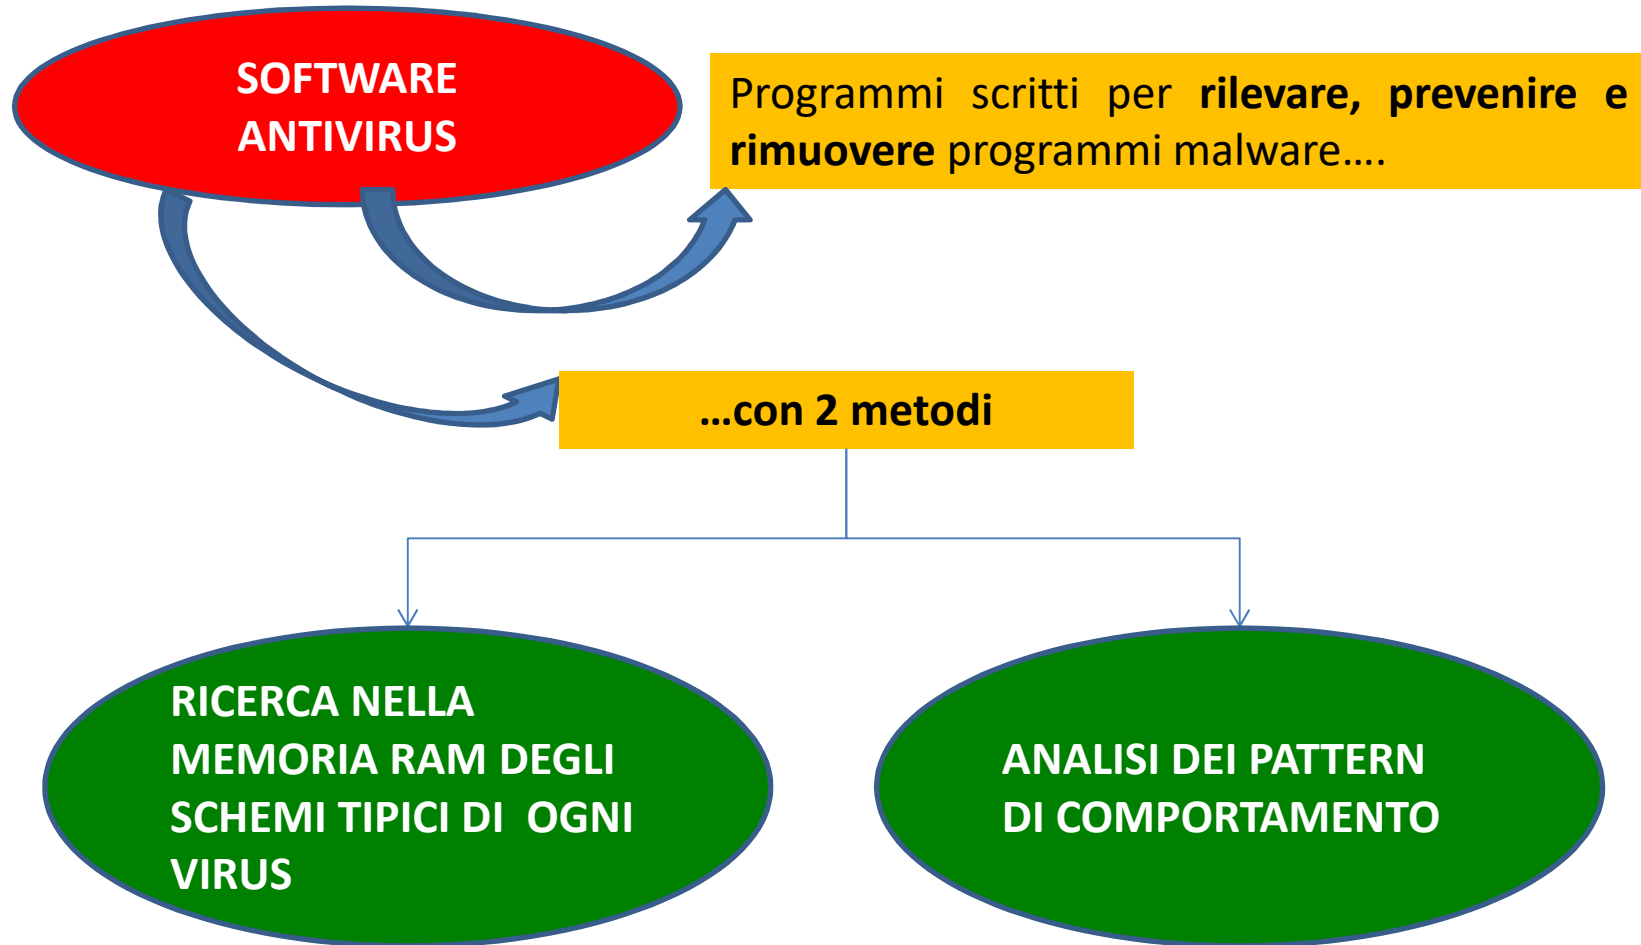 SOFTWARE
ANTIVIRUS
Programmi scritti per rilevare, prevenire e
rimuovere programmi malware....
...con 2 metodi
RICERCA NELLA
MEMORIA RAM DEGLI
SCHEMI TIPICI DI OGNI
VIRUS
ANALISI DEI PATTERN
DI COMPORTAMENTO